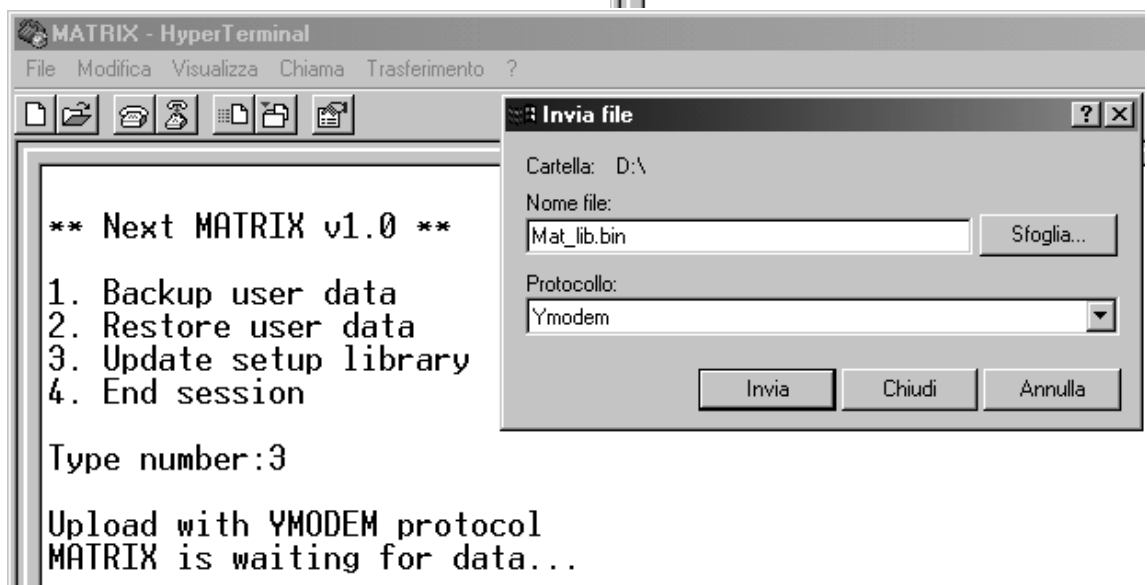 MATRIX - HyperTerminal
File Modifica Visualizza Chiama Trasferimento ?
** Next MATRIX v1.0 **
1. Backup user data
2. Restore user data
3. Update setup library
4. End session
Type number:3
Upload with YMODEM protocol
MATRIX is waiting for data...
Invia file
Cartella: D:\
Nome file:
Mat_lib.bin
Sfoglia...
Protocollo:
Ymodem
Invia Chiudi Annulla